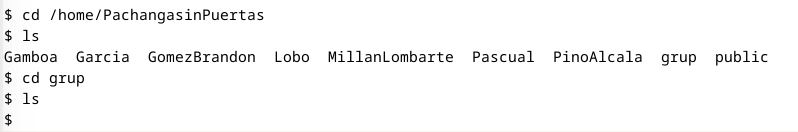 $ cd /home/PachangasinPuertas
$ ls
Gamboa  Garcia  GomezBrandon  Lobo  MillanLombarte  Pascual  PinoAlcala  grup  public
$ cd grup
$ ls
$